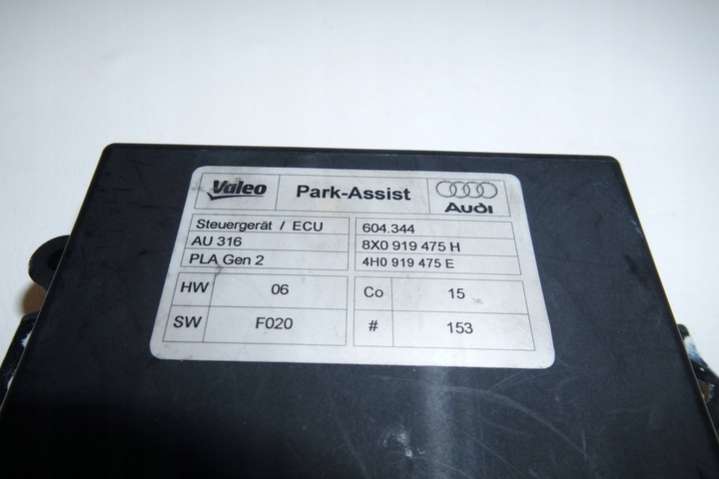 Valeo Park-Assist Audi
Steuergerät / ECU 604.344
AU 316 8X0 919 475 H
PLA Gen 2 4H0 919 475 E
HW 06 Co 15
SW F020 # 153